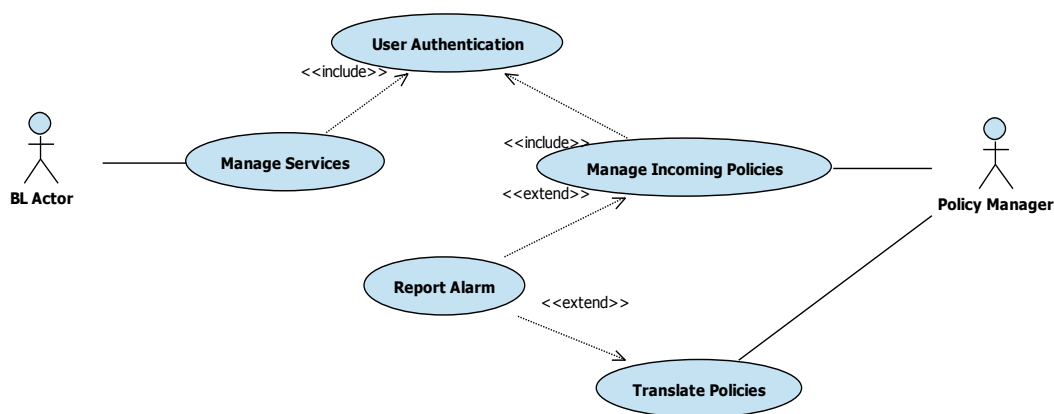 User Authentication
<<include>>
<<include>>
Manage Services
Manage Incoming Policies
BL Actor
<<extend>>
Policy Manager
Report Alarm
<<extend>>
Translate Policies